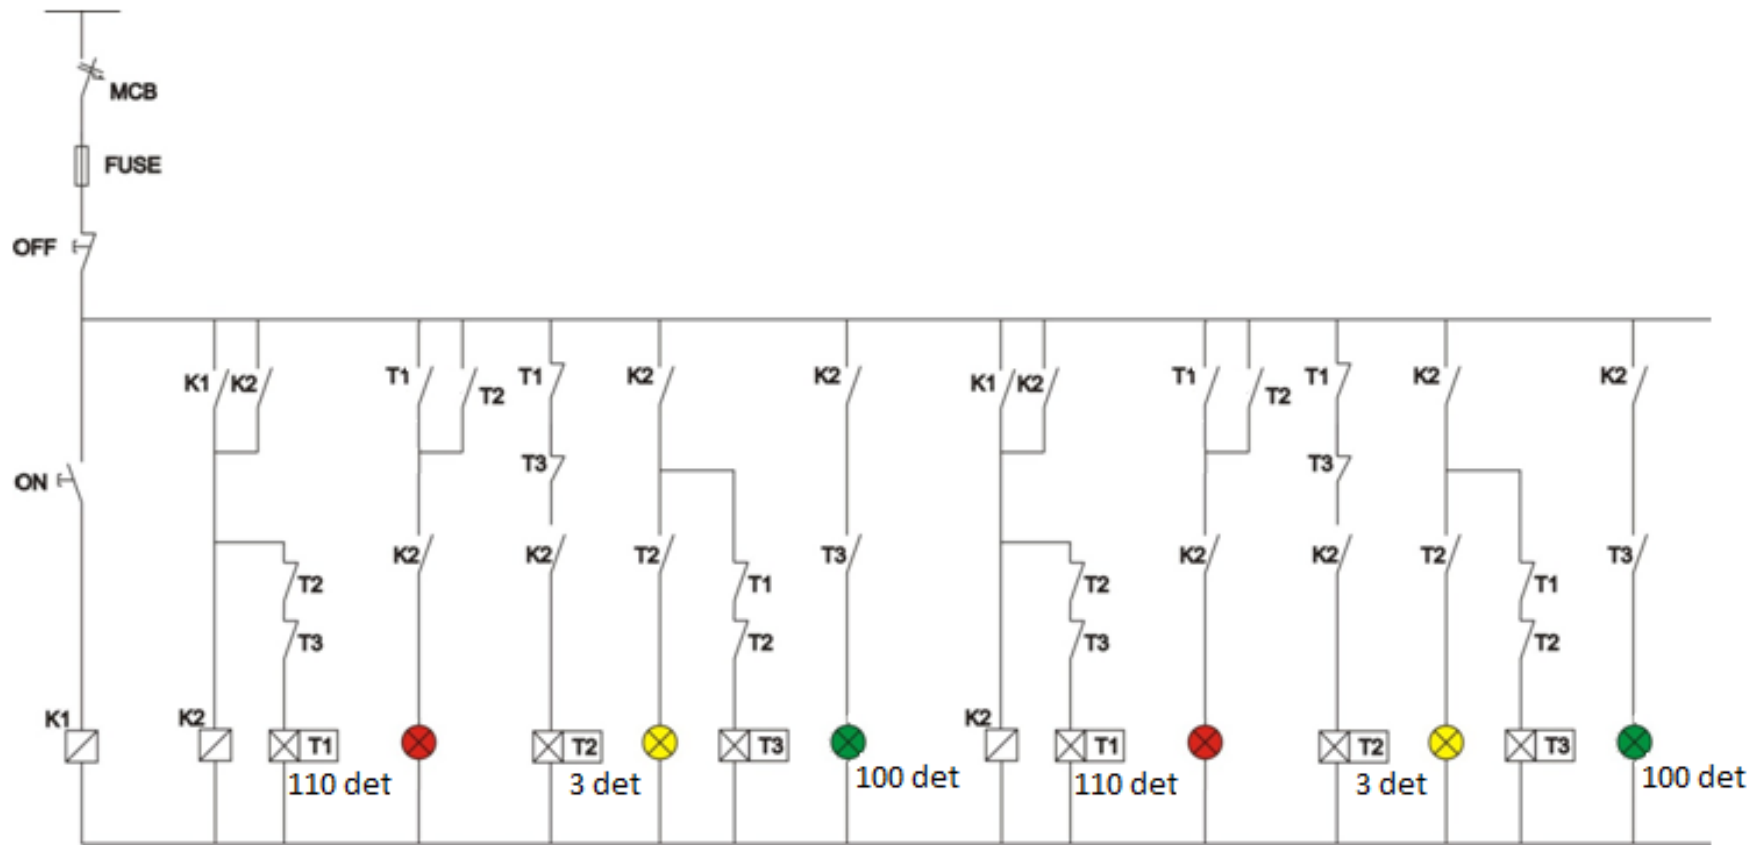 MCB
FUSE
OFF
K1 K2 T1 T2 T1 K2 K2 K1 K2 T1 T2 T1 K2 K2
T3 T3
ON
K2 K2 T2 T3 K2 K2 T2 T3
T2 T1 T2 T1
T3 T2 T3 T2
K1 K2 K2
T1 T2 T3 T1 T2 T3
110 det 3 det 100 det 110 det 3 det 100 det